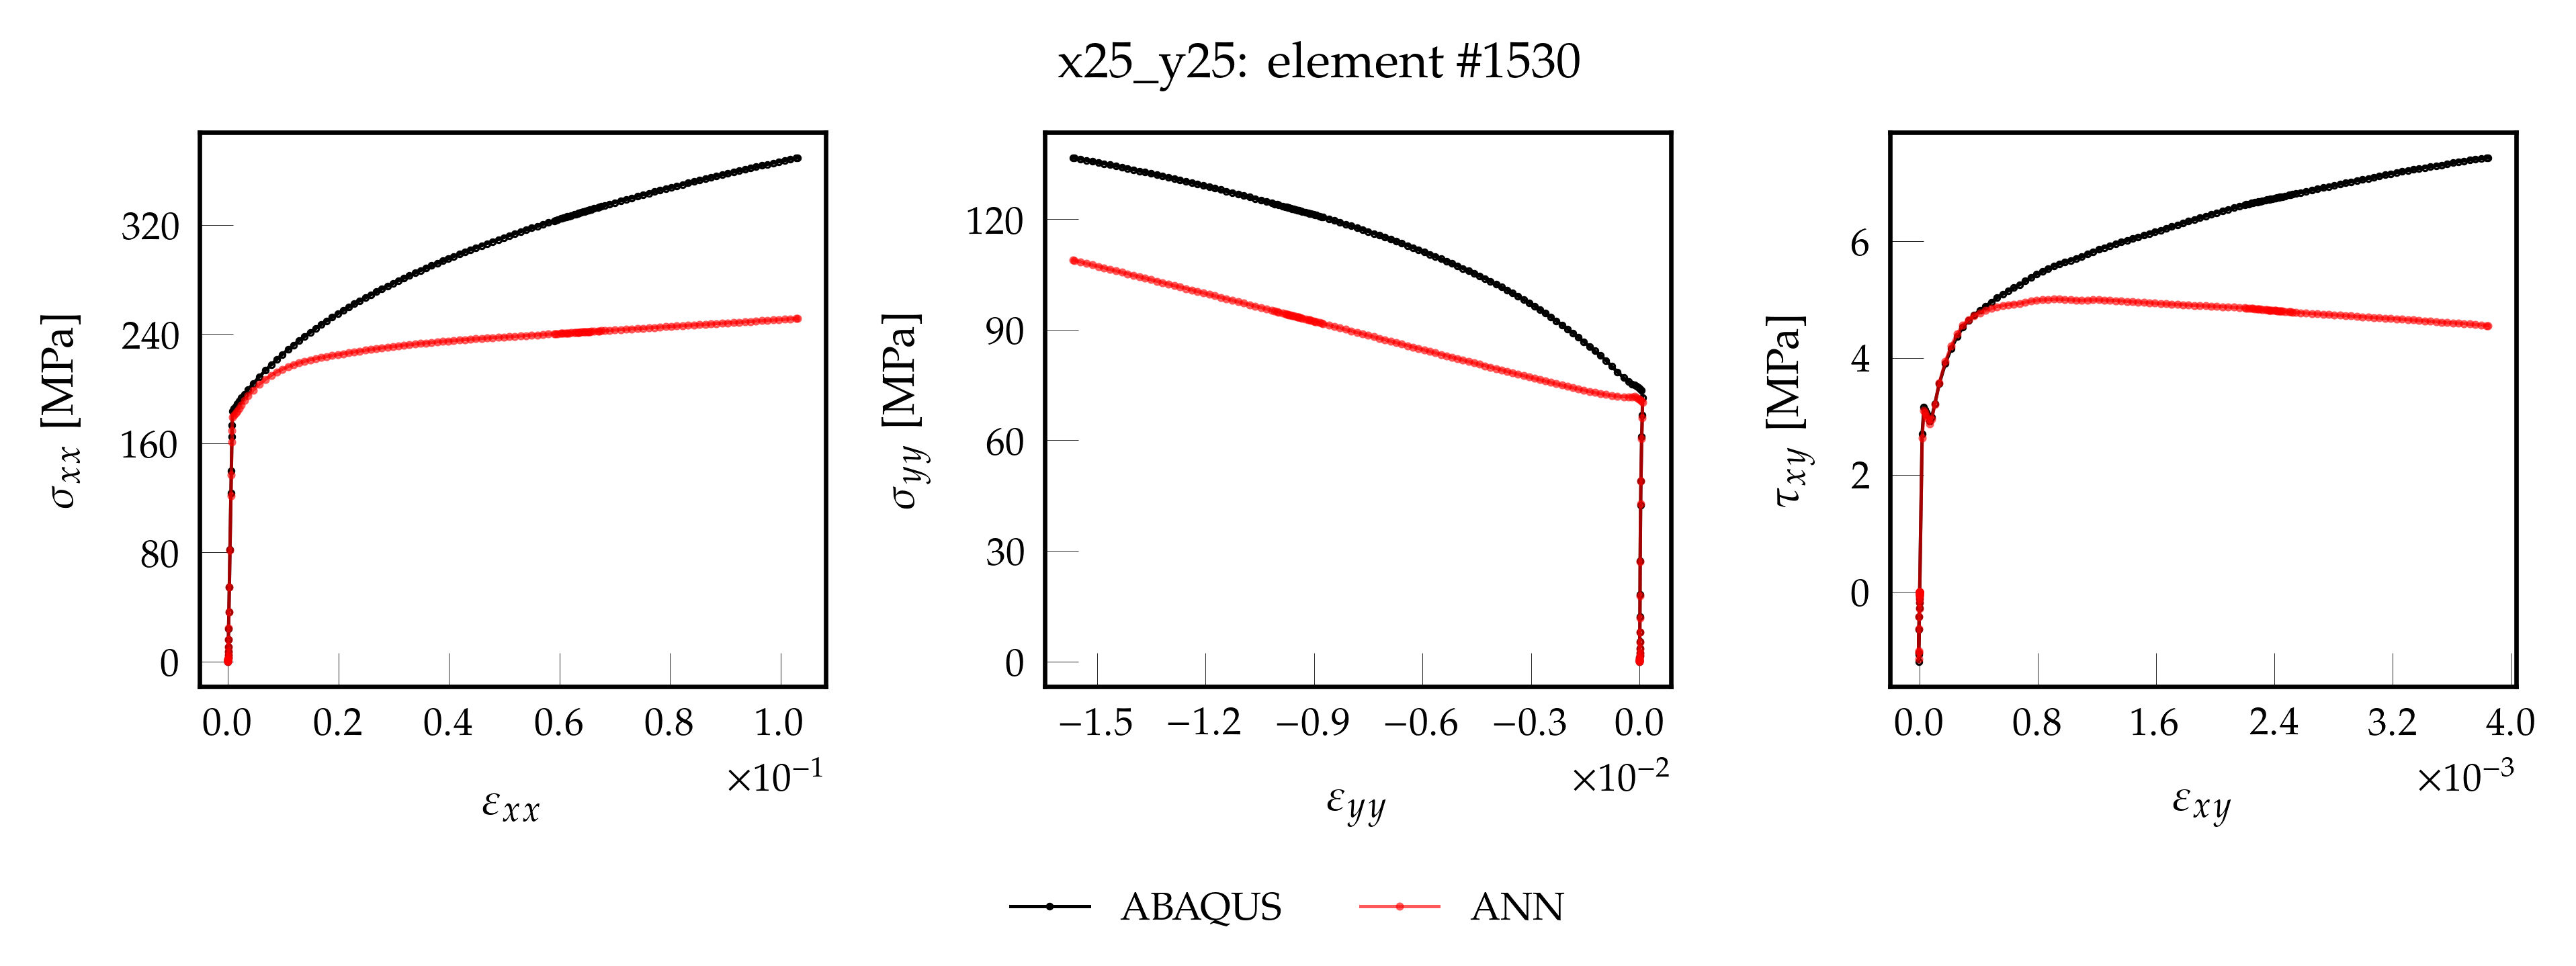 x25_y25: element #1530
σxx [MPa]
320
240
160
80
0
0.0 0.2 0.4 0.6 0.8 1.0
×10−1
εxx
σyy [MPa]
120
90
60
30
0
−1.5 −1.2 −0.9 −0.6 −0.3 0.0
×10−2
εyy
τxy [MPa]
6
4
2
0
0.0 0.8 1.6 2.4 3.2 4.0
×10−3
εxy
ABAQUS ANN